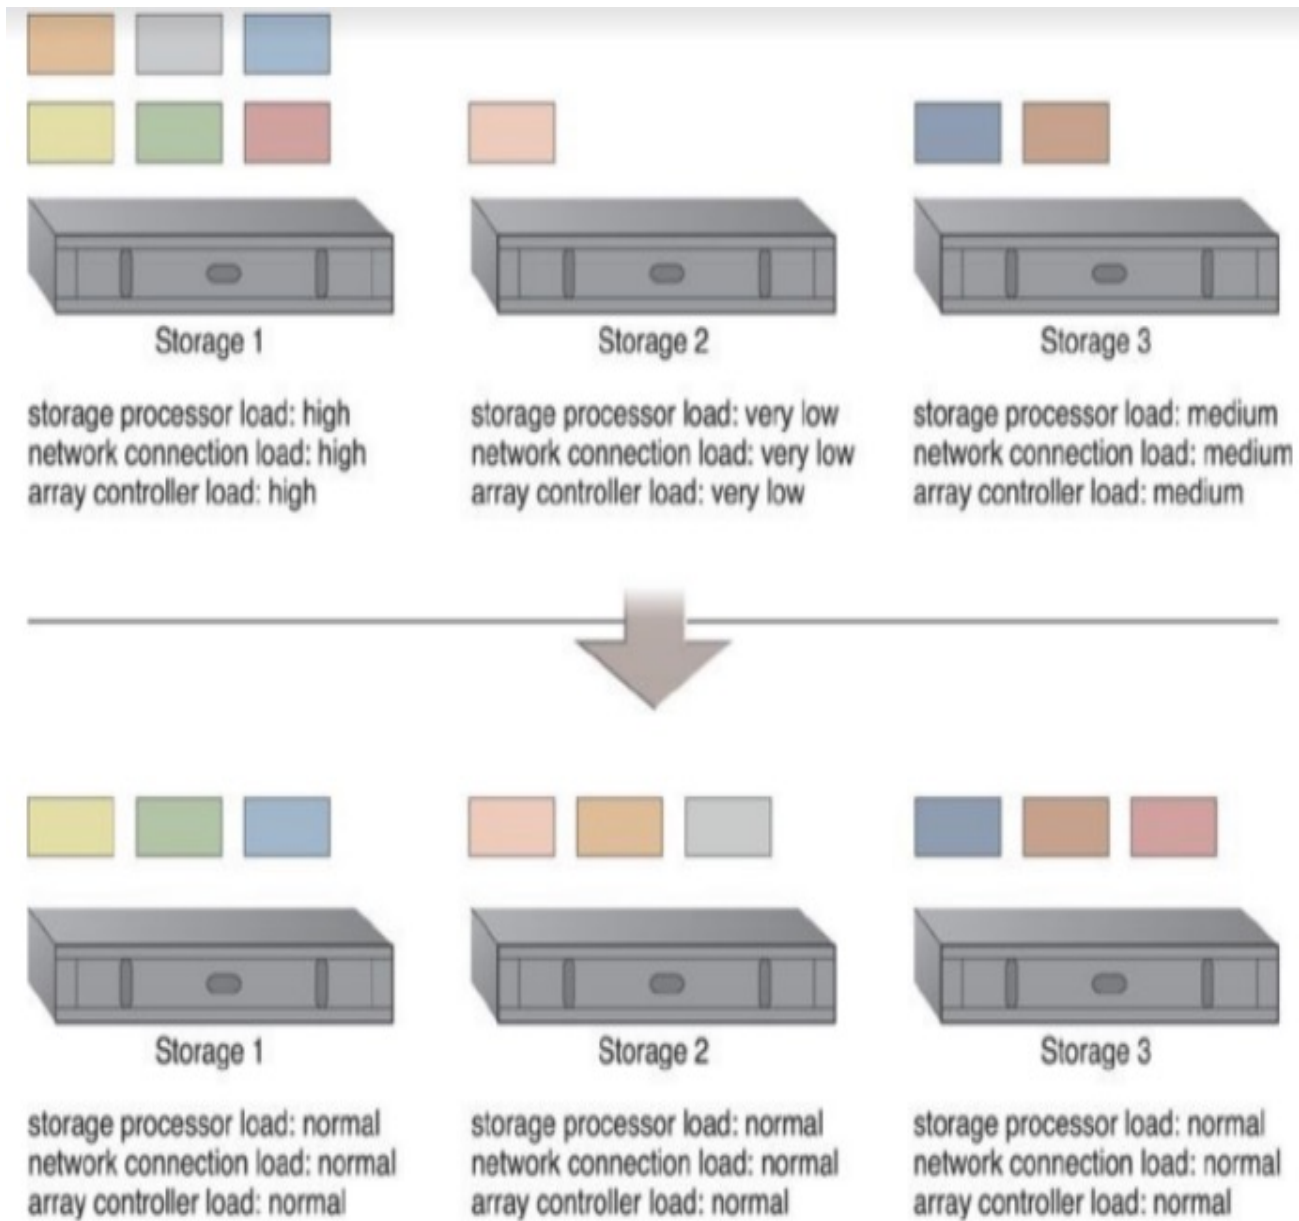 Storage 1
storage processor load: high
network connection load: high
array controller load: high
Storage 2
storage processor load: very low
network connection load: very low
array controller load: very low
Storage 3
storage processor load: medium
network connection load: medium
array controller load: medium
Storage 1
storage processor load: normal
network connection load: normal
array controller load: normal
Storage 2
storage processor load: normal
network connection load: normal
array controller load: normal
Storage 3
storage processor load: normal
network connection load: normal
array controller load: normal